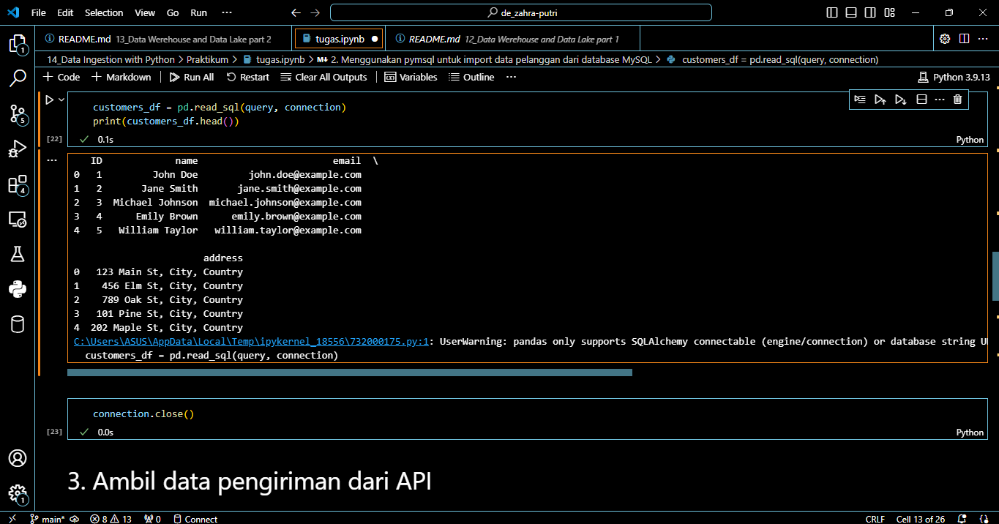 File Edit Selection View Go Run ··· de_zahra-putri
README.md 13_Data Werehouse and Data Lake part 2 tugas.ipynb README.md 12_Data Werehouse and Data Lake part 1
14_Data Ingestion with Python > Praktikum > tugas.ipynb > M↓ 2. Menggunakan pymsql untuk import data pelanggan dari database MySQL > customers_df = pd.read_sql(query, connection)
+ Code + Markdown Run All Restart Clear All Outputs Variables Outline ··· Python 3.9.13
customers_df = pd.read_sql(query, connection)
print(customers_df.head())
[22] 0.1s Python
ID name email \
0 1 John Doe john.doe@example.com
1 2 Jane Smith jane.smith@example.com
2 3 Michael Johnson michael.johnson@example.com
3 4 Emily Brown emily.brown@example.com
4 5 William Taylor william.taylor@example.com
address
0 123 Main St, City, Country
1 456 Elm St, City, Country
2 789 Oak St, City, Country
3 101 Pine St, City, Country
4 202 Maple St, City, Country
C:\Users\ASUS\AppData\Local\Temp\ipykernel_18556\732000175.py:1: UserWarning: pandas only supports SQLAlchemy connectable (engine/connection) or database string U
customers_df = pd.read_sql(query, connection)
connection.close()
[23] 0.0s Python
3. Ambil data pengiriman dari API
1
5
4
1
main* 8 13 0 Connect CRLF Cell 13 of 26